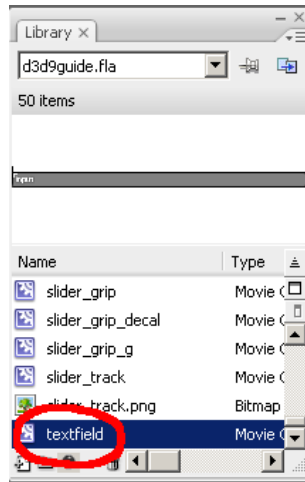 Library ×
d3d9guide.fla
50 items
Input
Name Type
slider_grip Movie C
slider_grip_decal Movie C
slider_grip_g Movie C
slider_track Movie C
slider_track.png Bitmap
textfield Movie C